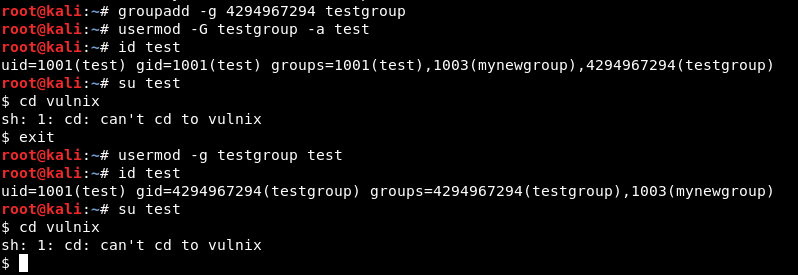 root@kali:~# groupadd -g 4294967294 testgroup
root@kali:~# usermod -G testgroup -a test
root@kali:~# id test
uid=1001(test) gid=1001(test) groups=1001(test),1003(mynewgroup),4294967294(testgroup)
root@kali:~# su test
$ cd vulnix
sh: 1: cd: can't cd to vulnix
$ exit
root@kali:~# usermod -g testgroup test
root@kali:~# id test
uid=1001(test) gid=4294967294(testgroup) groups=4294967294(testgroup),1003(mynewgroup)
root@kali:~# su test
$ cd vulnix
sh: 1: cd: can't cd to vulnix
$